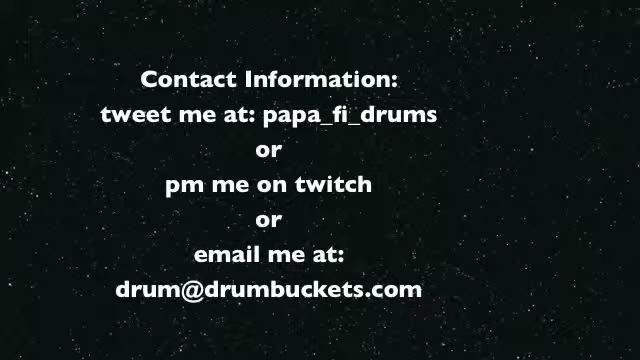 Contact Information:
tweet me at: papa_fi_drums
or
pm me on twitch
or
email me at:
drum@drumbuckets.com